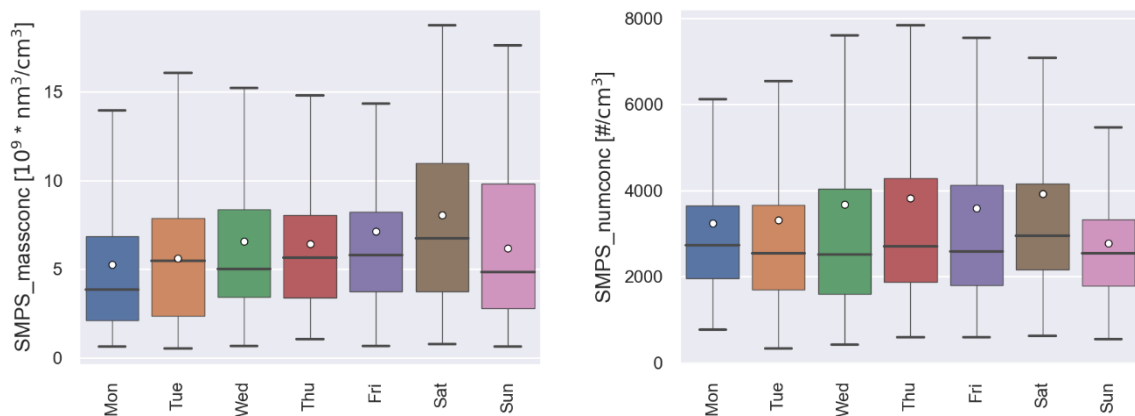 SMPS_massconc [10⁹ * nm³/cm³]
15
10
5
0
Mon
Tue
Wed
Thu
Fri
Sat
Sun
SMPS_numconc [#/cm³]
8000
6000
4000
2000
0
Mon
Tue
Wed
Thu
Fri
Sat
Sun